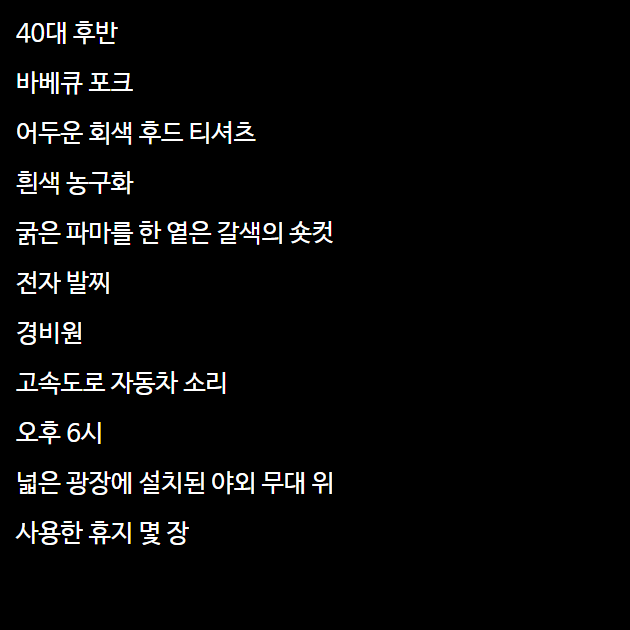 40대 후반
바베큐 포크
어두운 회색 후드 티셔츠
흰색 농구화
굵은 파마를 한 옅은 갈색의 숏컷
전자 발찌
경비원
고속도로 자동차 소리
오후 6시
넓은 광장에 설치된 야외 무대 위
사용한 휴지 몇 장